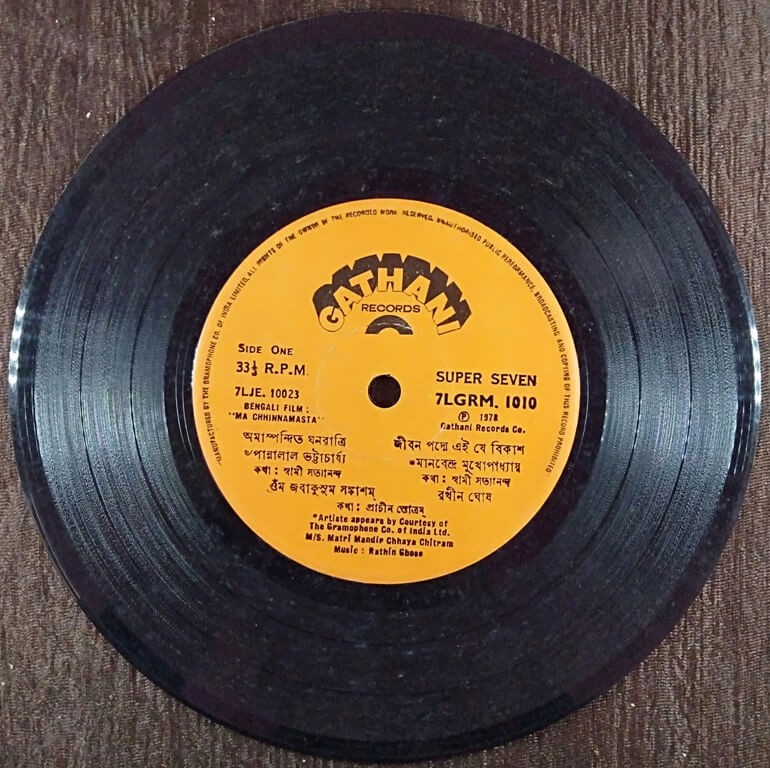 MANUFACTURED BY THE GRAMOPHONE CO. OF INDIA LIMITED, ALL RIGHTS OF THE OWNER OF THE RECORDED WORK RESERVED. UNAUTHORISED PUBLIC PERFORMANCE, BROADCASTING AND COPYING OF THIS RECORD PROHIBITED
GATHANI
RECORDS
SIDE ONE
33⅓ R.P.M.
7LJE. 10023
BENGALI FILM :
"MA CHHINNAMASTA"
SUPER SEVEN
7LGRM. 1010
℗ 1978
Gathani Records Co.
অমাস্পন্দিত ঘনরাত্রি
৺পান্নালাল ভট্টাচার্য্য
কথা : স্বামী সত্যানন্দ
ওঁম জবাকুসুম সঙ্কাশম্
জীবন পদ্মে এই যে বিকাশ
*মানবেন্দ্র মুখোপাধ্যায়
কথা : স্বামী সত্যানন্দ
রথীন ঘোষ
কথা : প্রাচীন স্তোত্রম্
*Artiste appears by Courtesy of
The Gramophone Co. of India Ltd.
M/S. Matri Mandir Chhaya Chitram
Music : Rathin Ghose